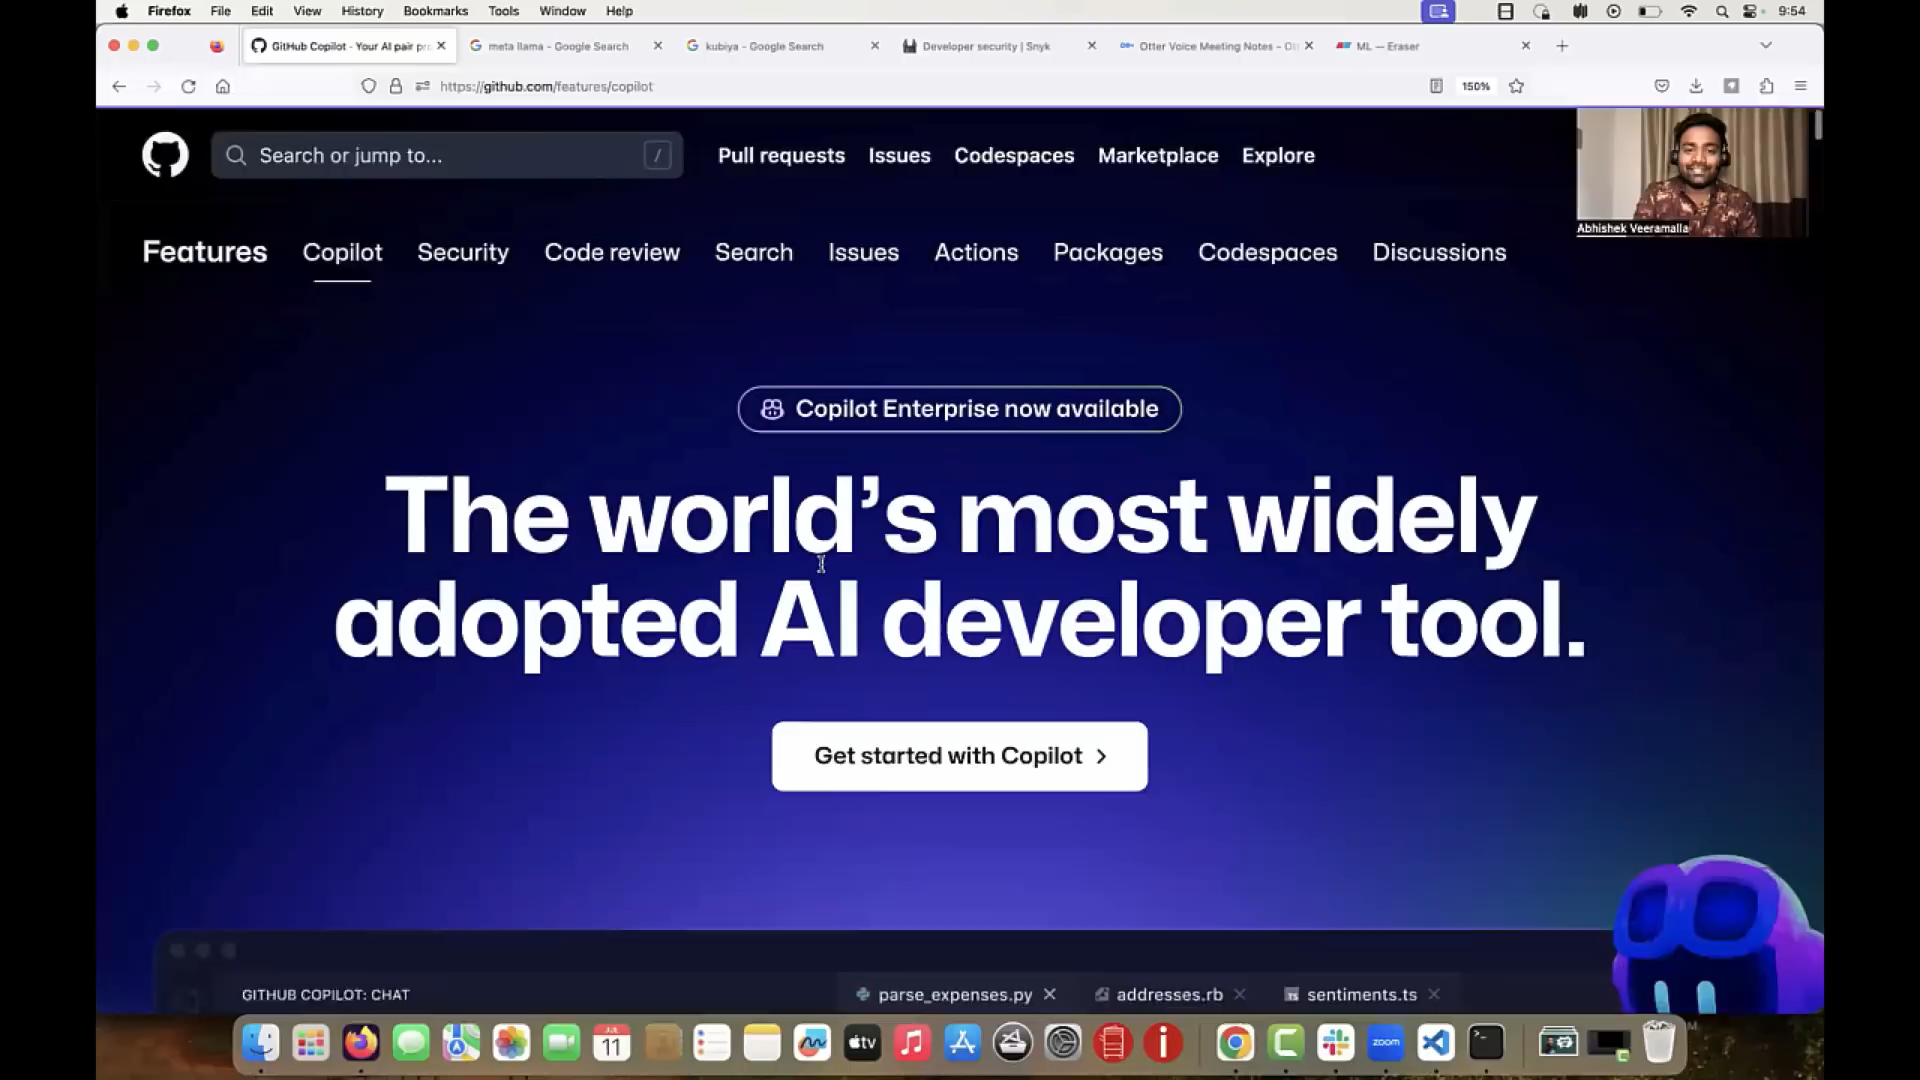 Firefox File Edit View History Bookmarks Tools Window Help 9:54
GitHub Copilot - Your AI pair pr meta llama - Google Search kubiya - Google Search Developer security | Snyk Otter Voice Meeting Notes - Ot ML — Eraser
https://github.com/features/copilot 150%
Search or jump to... / Pull requests Issues Codespaces Marketplace Explore
Abhishek Veeramalla
Features Copilot Security Code review Search Issues Actions Packages Codespaces Discussions
Copilot Enterprise now available
The world’s most widely
adopted AI developer tool.
Get started with Copilot
GITHUB COPILOT: CHAT parse_expenses.py addresses.rb sentiments.ts
JUL
11
tv
zoom